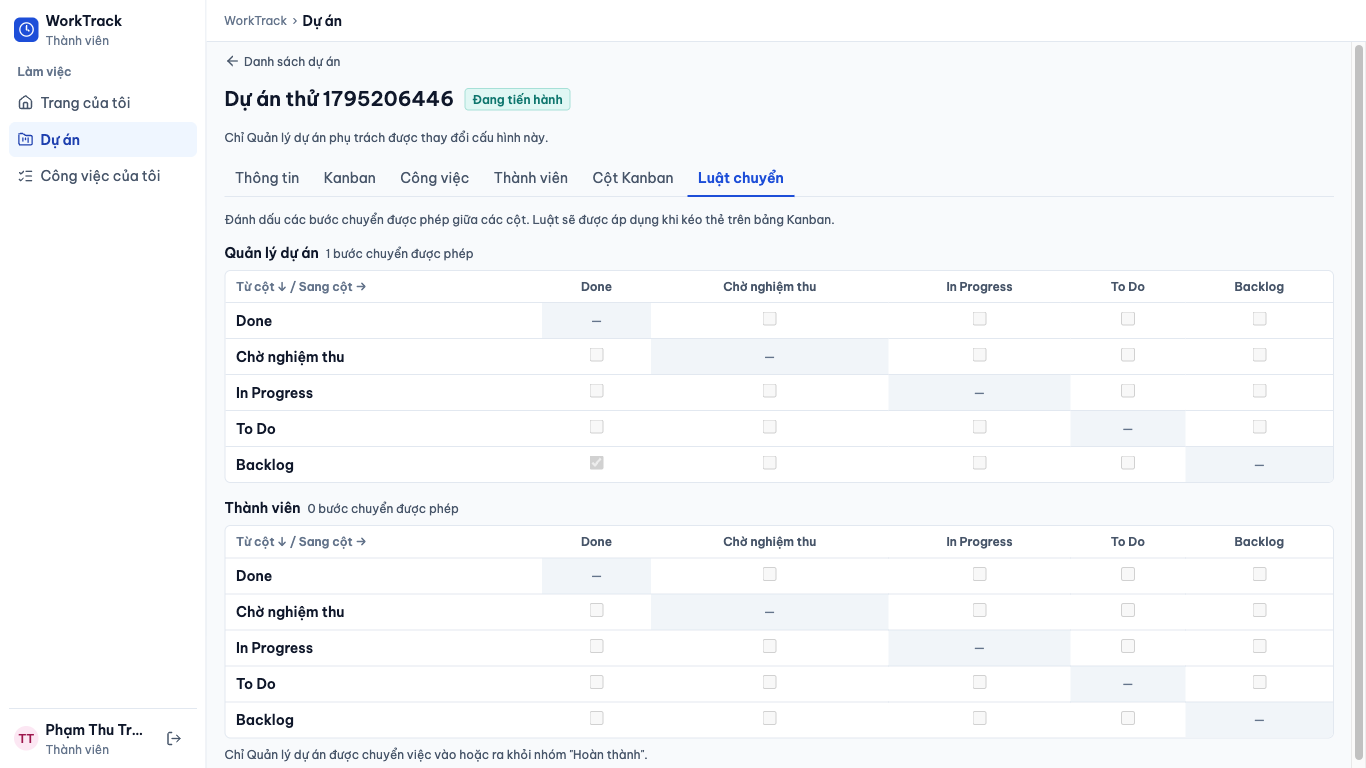 WorkTrack
Thành viên
Làm việc
Trang của tôi
Dự án
Công việc của tôi
Phạm Thu Tr...
TT
Thành viên
WorkTrack › Dự án
← Danh sách dự án
Dự án thử 1795206446 Đang tiến hành
Chỉ Quản lý dự án phụ trách được thay đổi cấu hình này.
Thông tin Kanban Công việc Thành viên Cột Kanban Luật chuyển
Đánh dấu các bước chuyển được phép giữa các cột. Luật sẽ được áp dụng khi kéo thẻ trên bảng Kanban.
Quản lý dự án 1 bước chuyển được phép
Từ cột ↓ / Sang cột → Done Chờ nghiệm thu In Progress To Do Backlog
Done —
Chờ nghiệm thu —
In Progress —
To Do —
Backlog —
Thành viên 0 bước chuyển được phép
Từ cột ↓ / Sang cột → Done Chờ nghiệm thu In Progress To Do Backlog
Done —
Chờ nghiệm thu —
In Progress —
To Do —
Backlog —
Chỉ Quản lý dự án được chuyển việc vào hoặc ra khỏi nhóm "Hoàn thành".